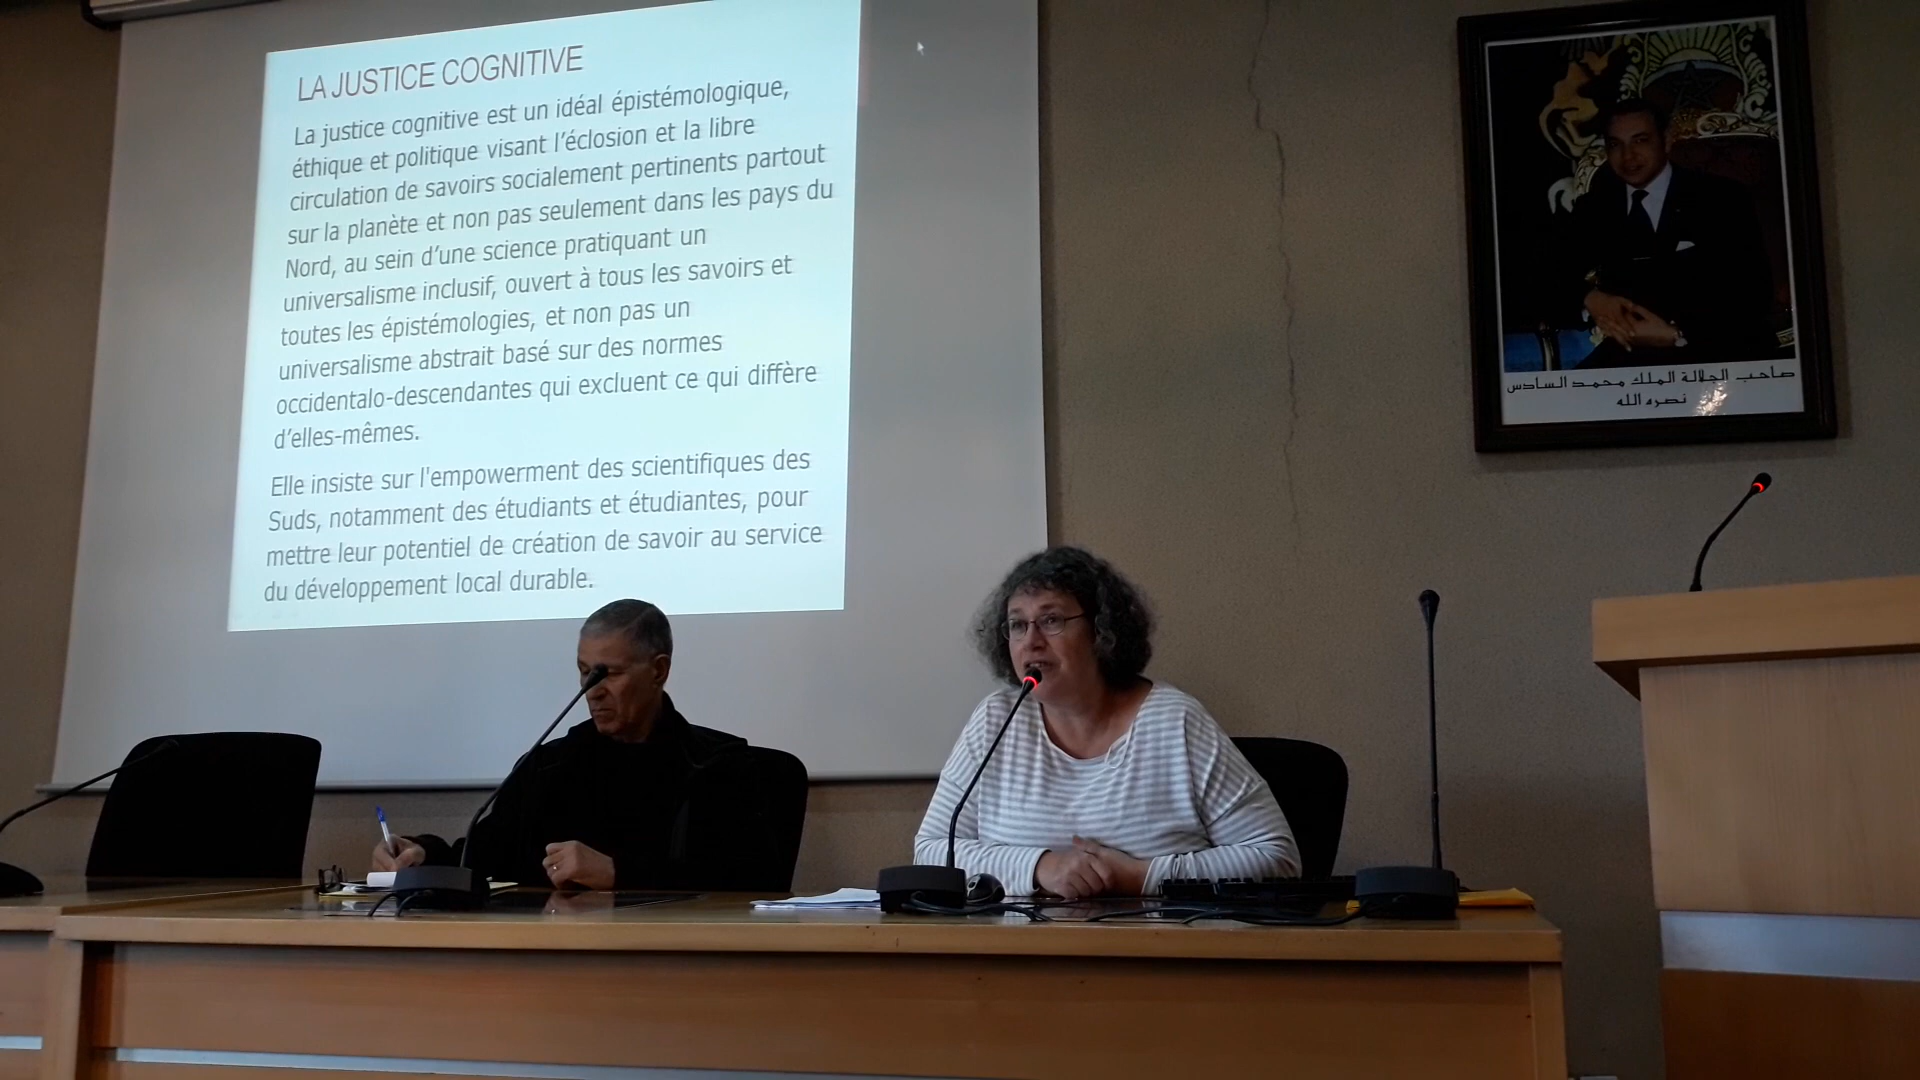 LA JUSTICE COGNITIVE
La justice cognitive est un idéal épistémologique,
éthique et politique visant l’éclosion et la libre
circulation de savoirs socialement pertinents partout
sur la planète et non pas seulement dans les pays du
Nord, au sein d’une science pratiquant un
universalisme inclusif, ouvert à tous les savoirs et
toutes les épistémologies, et non pas un
universalisme abstrait basé sur des normes
occidentalo-descendantes qui excluent ce qui diffère
d’elles-mêmes.
Elle insiste sur l'empowerment des scientifiques des
Suds, notamment des étudiants et étudiantes, pour
mettre leur potentiel de création de savoir au service
du développement local durable.
صاحب الجلالة الملك محمد السادس
نصره الله